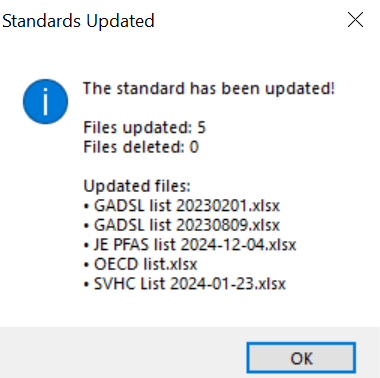 Standards Updated
The standard has been updated!
Files updated: 5
Files deleted: 0
Updated files:
• GADSL list 20230201.xlsx
• GADSL list 20230809.xlsx
• JE PFAS list 2024-12-04.xlsx
• OECD list.xlsx
• SVHC List 2024-01-23.xlsx
OK